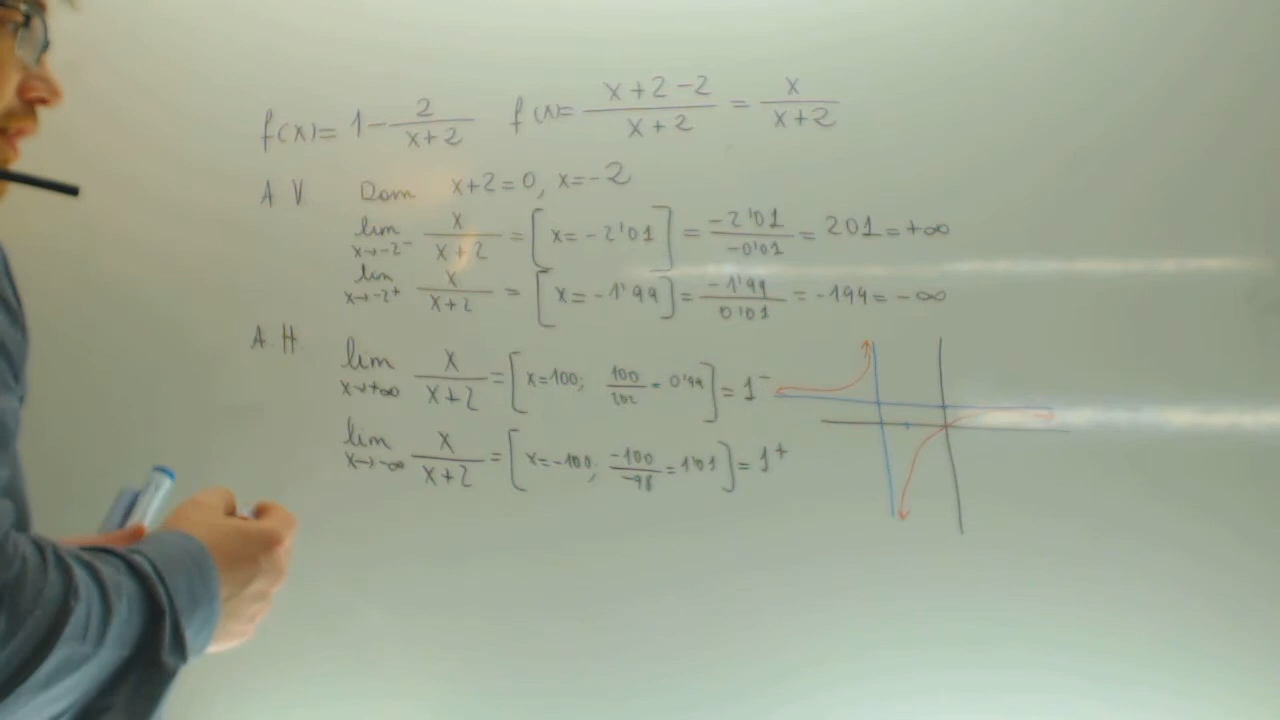 f(x)= 1 - 2/(x+2) f(x)= (x+2-2)/(x+2) = x/(x+2)
A V Dom x+2=0, x=-2
lim x→-2⁻ x/(x+2) = [x=-2'01] = -2'01/-0'01 = 201=+∞
lim x→-2⁺ x/(x+2) = [x=-1'99] = -1'99/0'01 = -199= -∞
A.H lim x→+∞ x/(x+2) = [x=100; 100/102 = 0'99] = 1⁻
lim x→-∞ x/(x+2) = [x=-100; -100/-98 = 1'01] = 1⁺